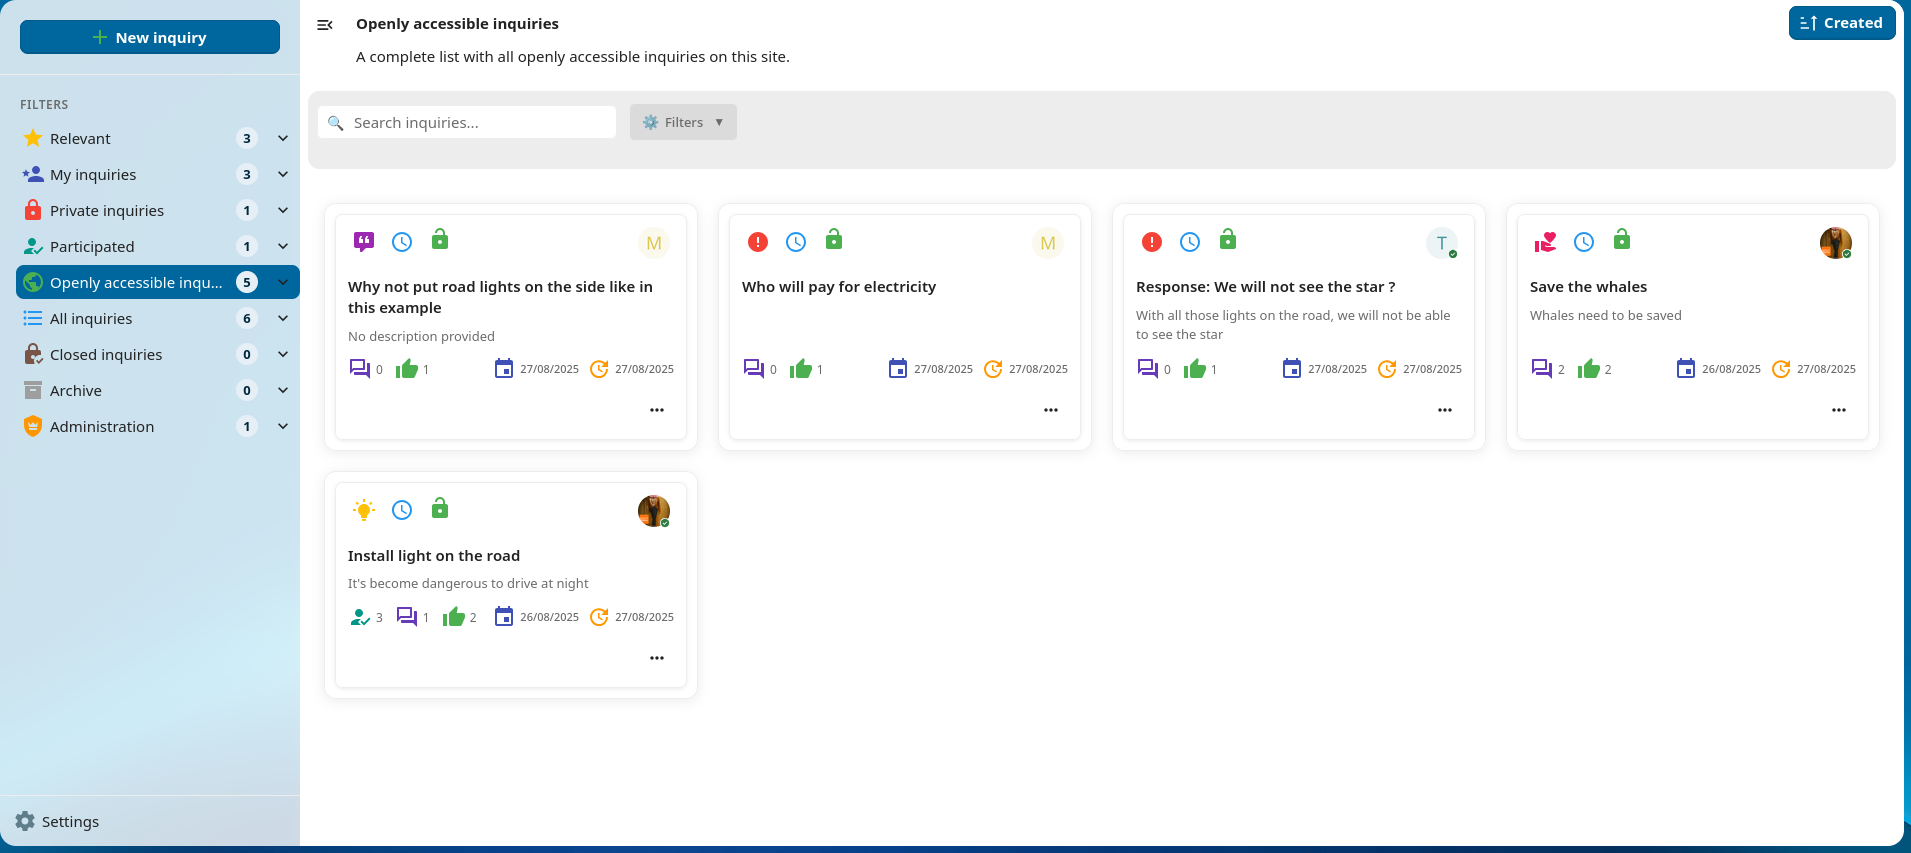 New inquiry
FILTERS
Relevant 3
My inquiries 3
Private inquiries 1
Participated 1
Openly accessible inqu... 5
All inquiries 6
Closed inquiries 0
Archive 0
Administration 1
Settings
Openly accessible inquiries
Created
A complete list with all openly accessible inquiries on this site.
Search inquiries...
Filters
M
Why not put road lights on the side like in
this example
No description provided
0 1 27/08/2025 27/08/2025
M
Who will pay for electricity
0 1 27/08/2025 27/08/2025
T
Response: We will not see the star ?
With all those lights on the road, we will not be able
to see the star
0 1 27/08/2025 27/08/2025
Save the whales
Whales need to be saved
2 2 26/08/2025 27/08/2025
Install light on the road
It's become dangerous to drive at night
3 1 2 26/08/2025 27/08/2025